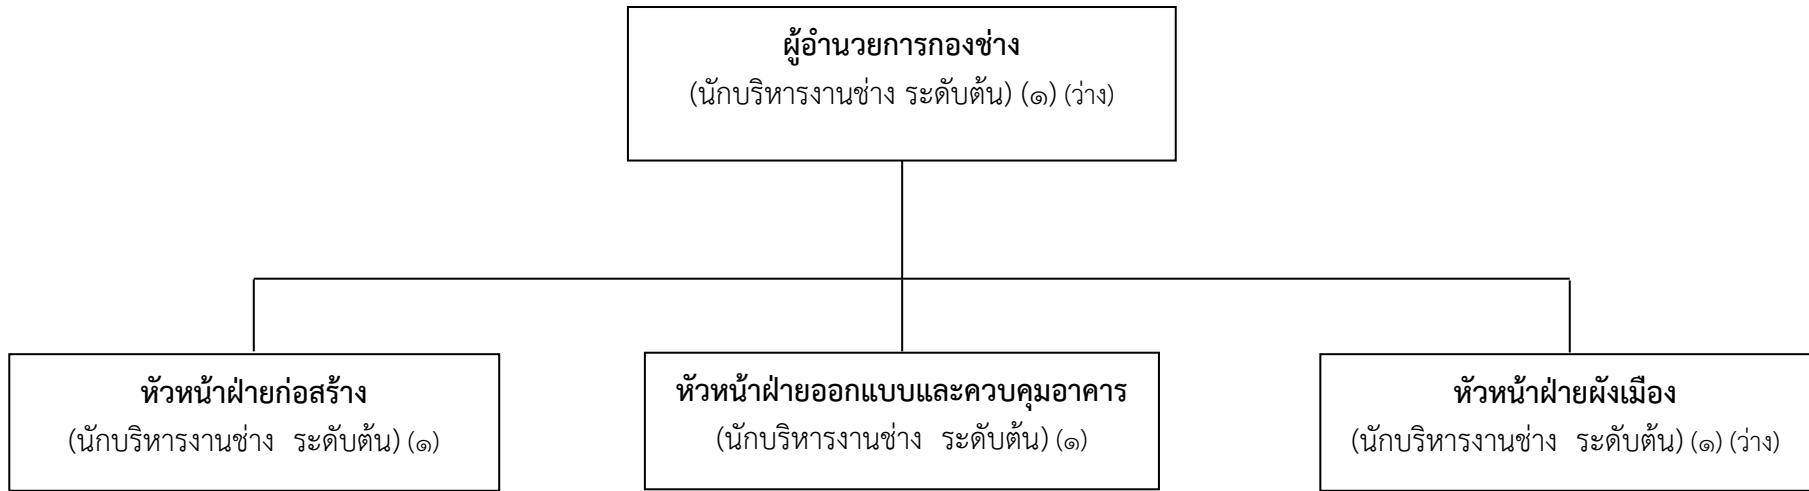 ผู้อำนวยการกองช่าง
(นักบริหารงานช่าง ระดับต้น) (๑) (ว่าง)
หัวหน้าฝ่ายก่อสร้าง
(นักบริหารงานช่าง ระดับต้น) (๑)
หัวหน้าฝ่ายออกแบบและควบคุมอาคาร
(นักบริหารงานช่าง ระดับต้น) (๑)
หัวหน้าฝ่ายผังเมือง
(นักบริหารงานช่าง ระดับต้น) (๑) (ว่าง)